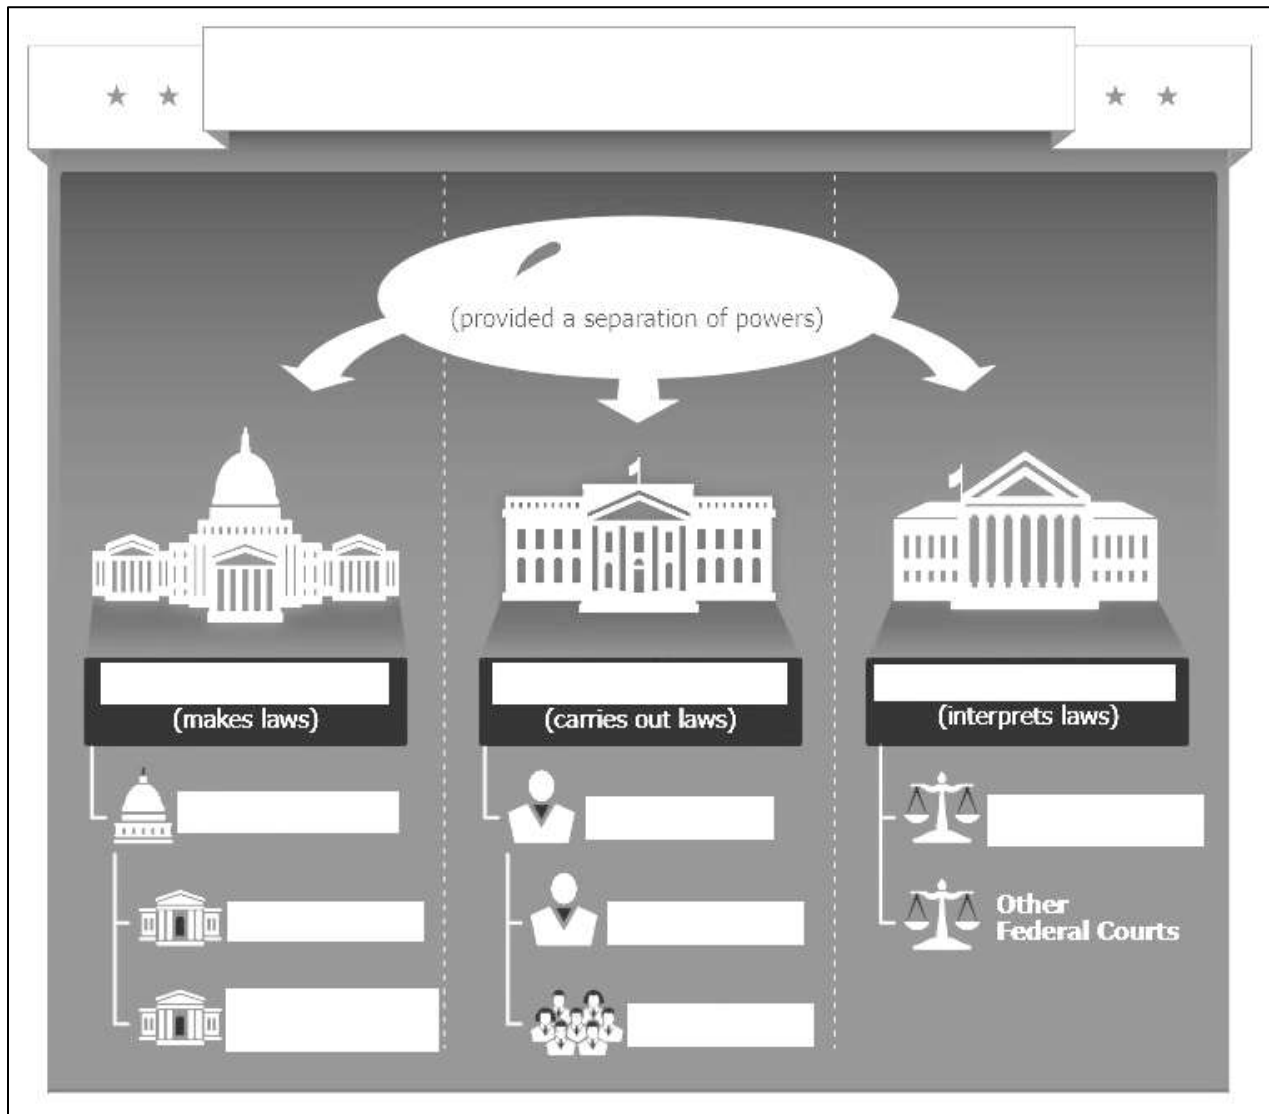 (provided a separation of powers)
(makes laws)
(carries out laws)
(interprets laws)
Other
Federal Courts